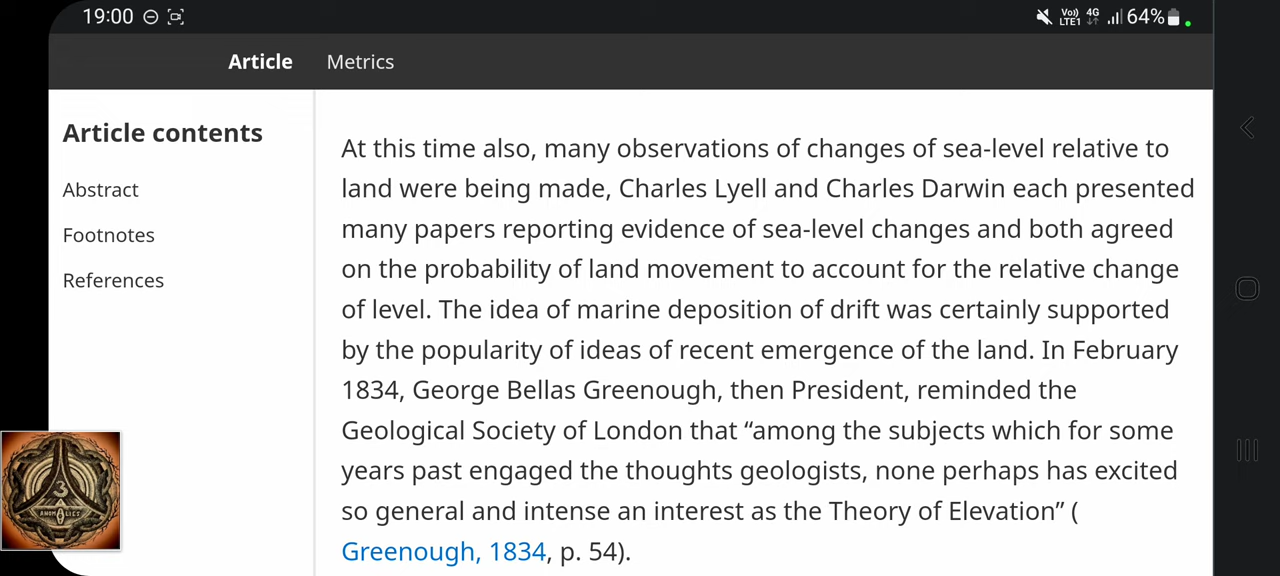 19:00
Vo)) LTE1 4G 64%
Article Metrics
Article contents
Abstract
Footnotes
References
At this time also, many observations of changes of sea-level relative to
land were being made, Charles Lyell and Charles Darwin each presented
many papers reporting evidence of sea-level changes and both agreed
on the probability of land movement to account for the relative change
of level. The idea of marine deposition of drift was certainly supported
by the popularity of ideas of recent emergence of the land. In February
1834, George Bellas Greenough, then President, reminded the
Geological Society of London that “among the subjects which for some
years past engaged the thoughts geologists, none perhaps has excited
so general and intense an interest as the Theory of Elevation” (
Greenough, 1834, p. 54).
3
ANOMALIES